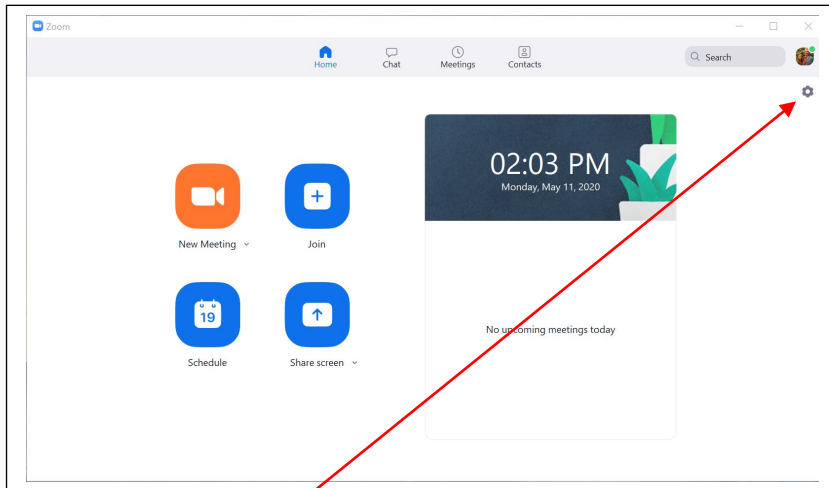 Zoom
Home Chat Meetings Contacts
Search
02:03 PM
Monday, May 11, 2020
New Meeting
Join
19
Schedule
Share screen
No upcoming meetings today